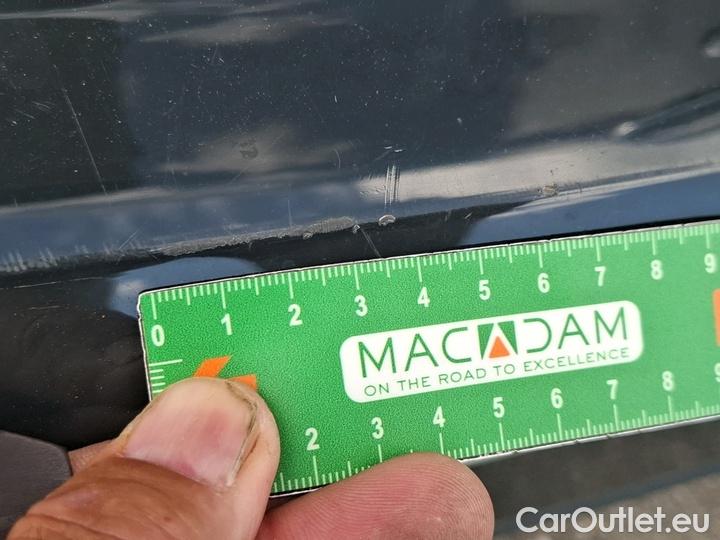 0 1 2 3 4 5 6 7 8 9
MACADAM
ON THE ROAD TO EXCELLENCE
2 3 4 5 6 7 8 9
CarOutlet.eu